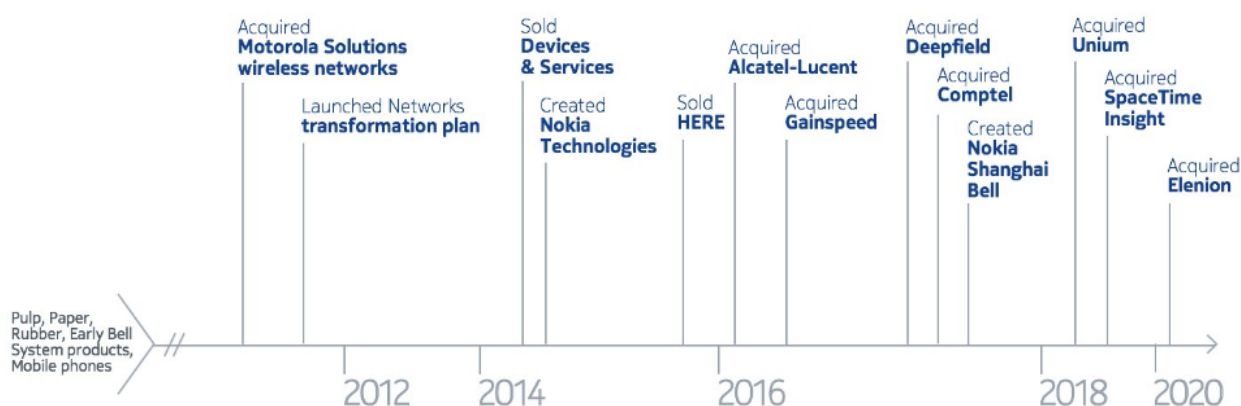 Acquired
Motorola Solutions
wireless networks
Launched Networks
transformation plan
Sold
Devices
& Services
Created
Nokia
Technologies
Sold
HERE
Acquired
Alcatel-Lucent
Acquired
Gainspeed
Acquired
Deepfield
Acquired
Comptel
Created
Nokia
Shanghai
Bell
Acquired
Unium
Acquired
SpaceTime
Insight
Acquired
Elenion
Pulp, Paper,
Rubber, Early Bell
System products,
Mobile phones
2012
2014
2016
2018
2020